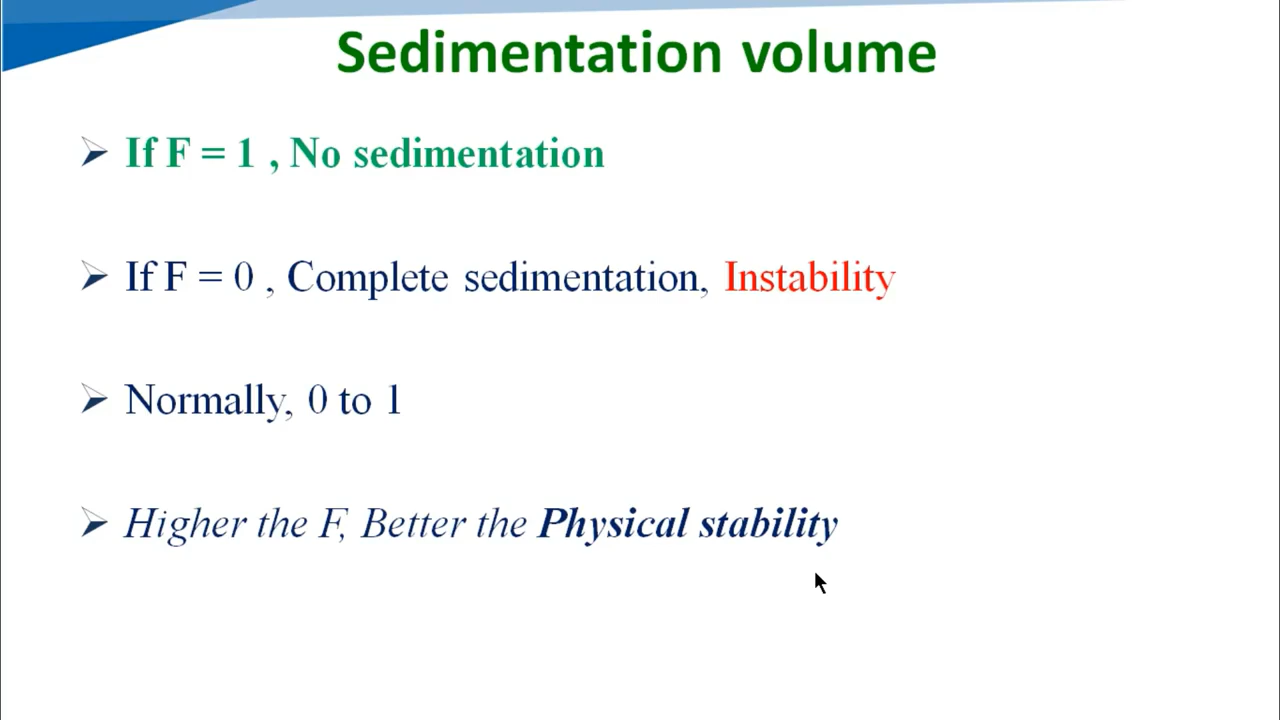 Sedimentation volume
If F = 1 , No sedimentation
If F = 0 , Complete sedimentation, Instability
Normally, 0 to 1
Higher the F, Better the Physical stability